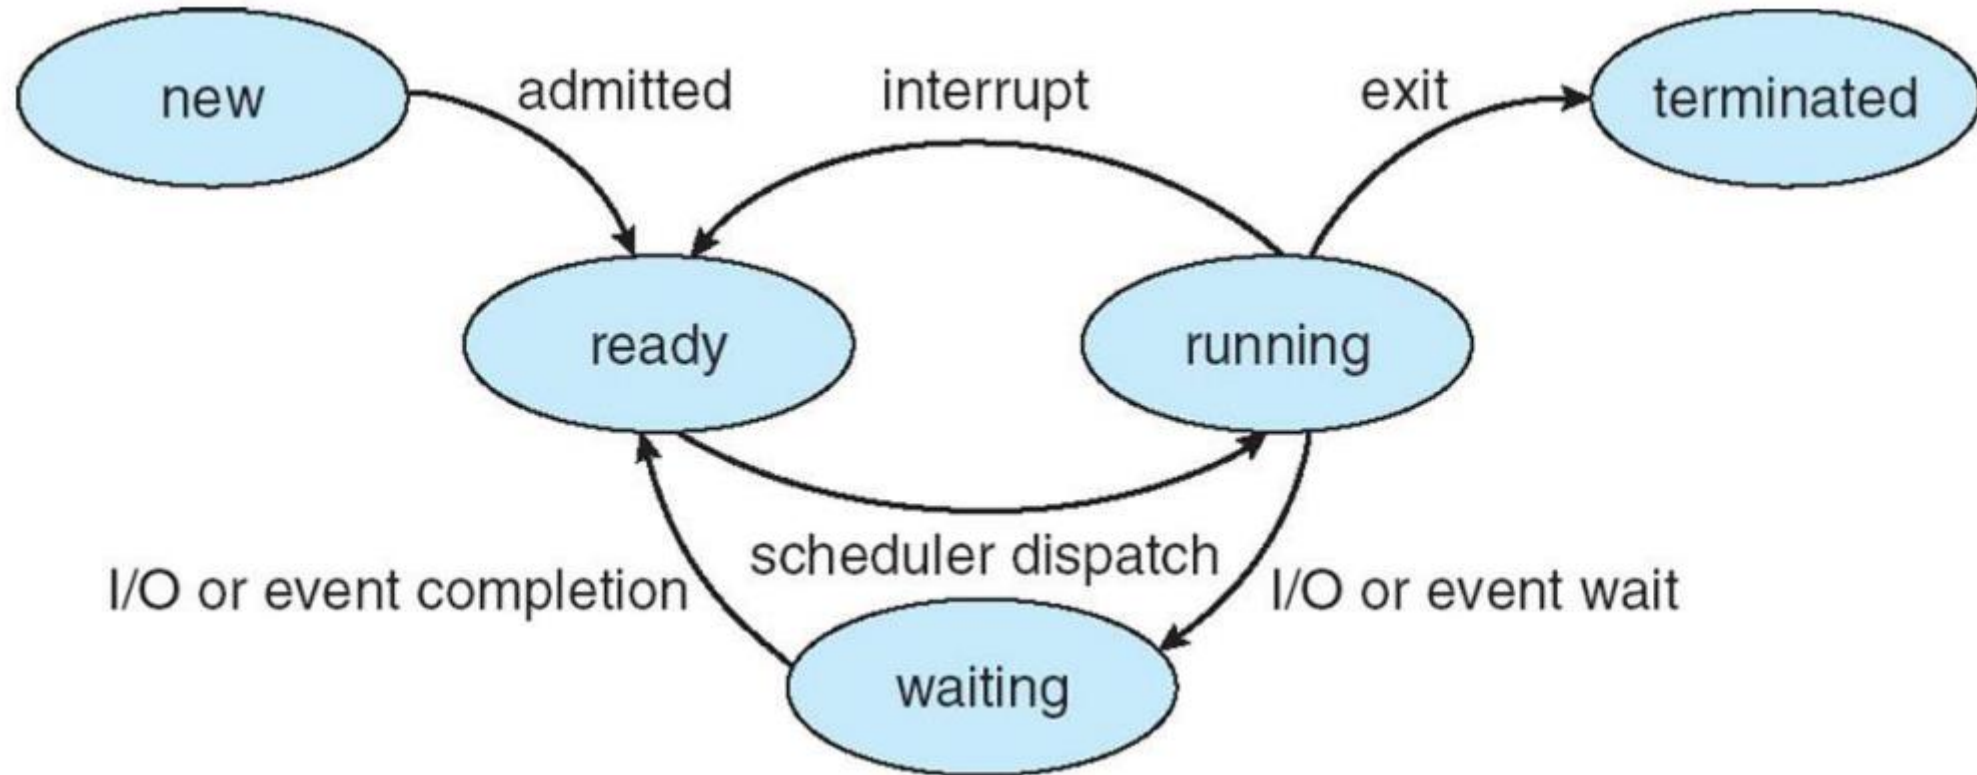 new
admitted
interrupt
exit
terminated
ready
running
scheduler dispatch
I/O or event completion
I/O or event wait
waiting